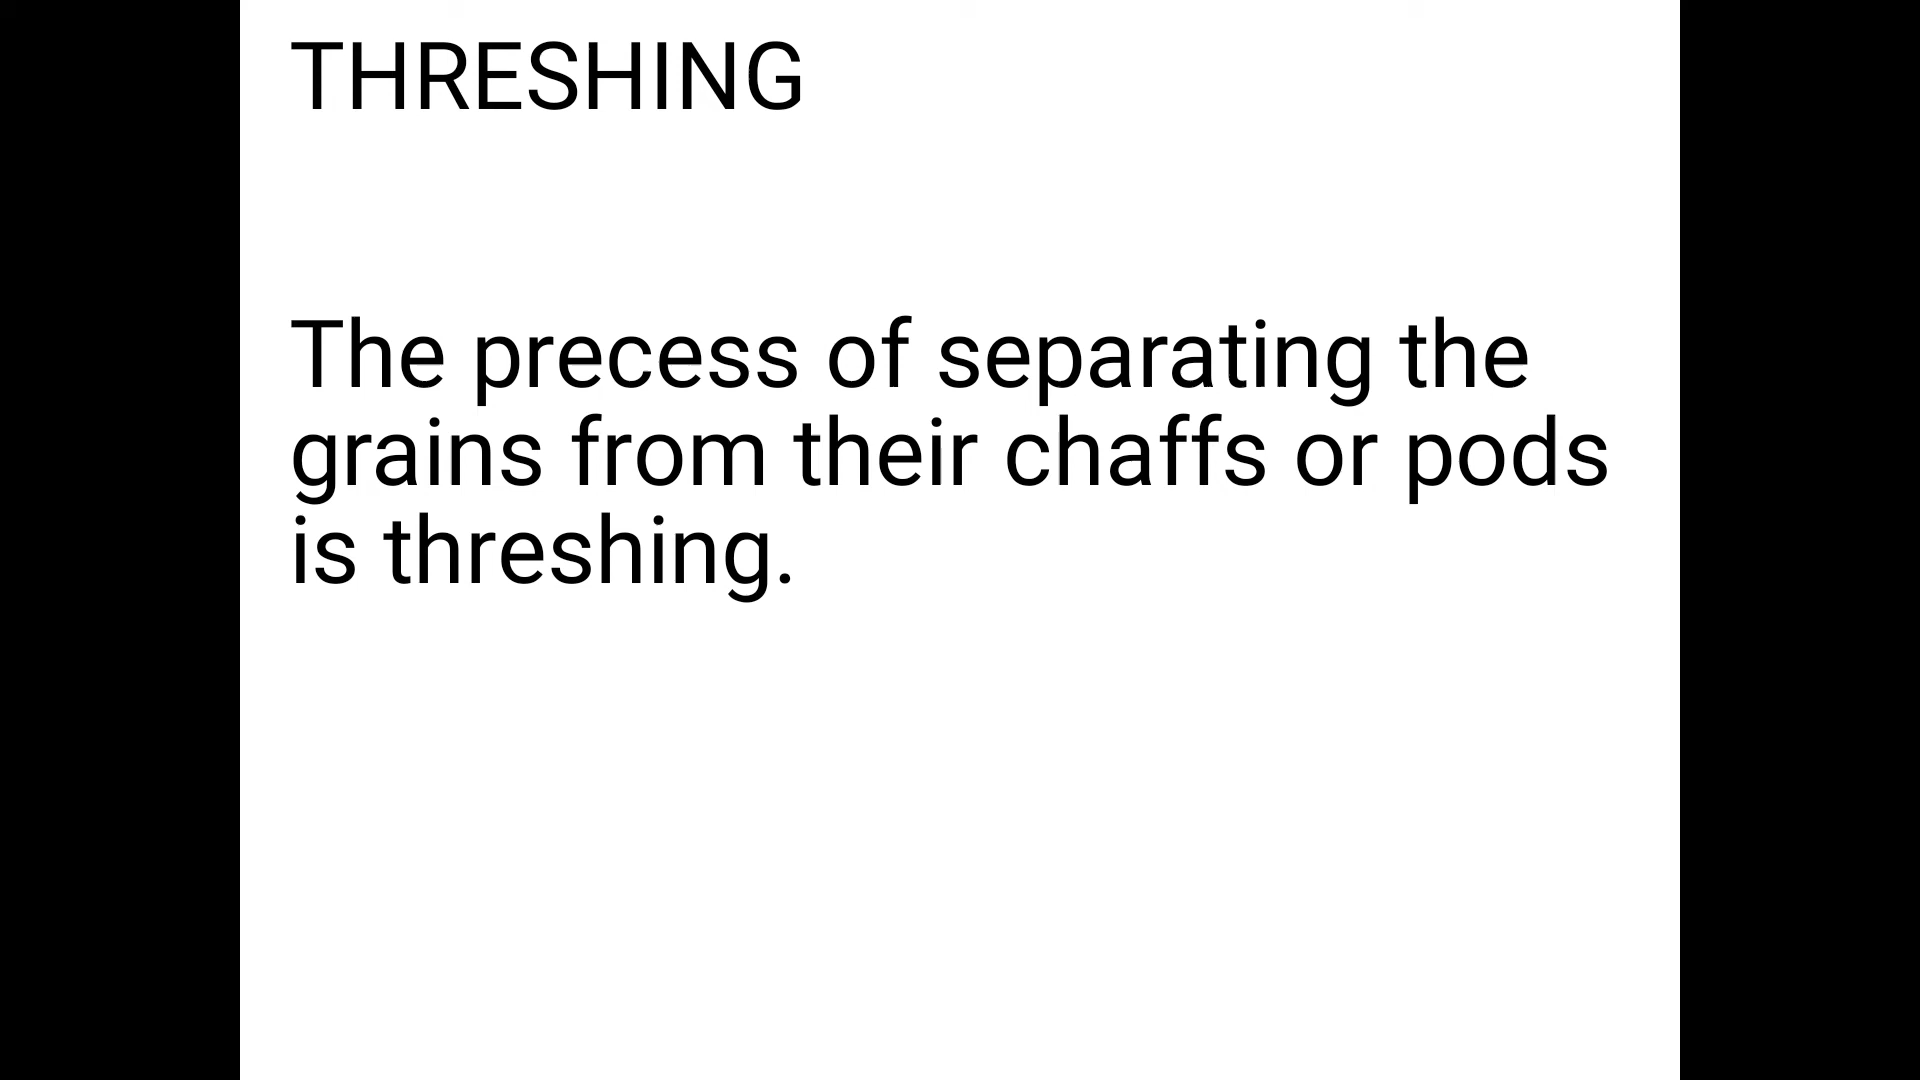 THRESHING
The precess of separating the
grains from their chaffs or pods
is threshing.